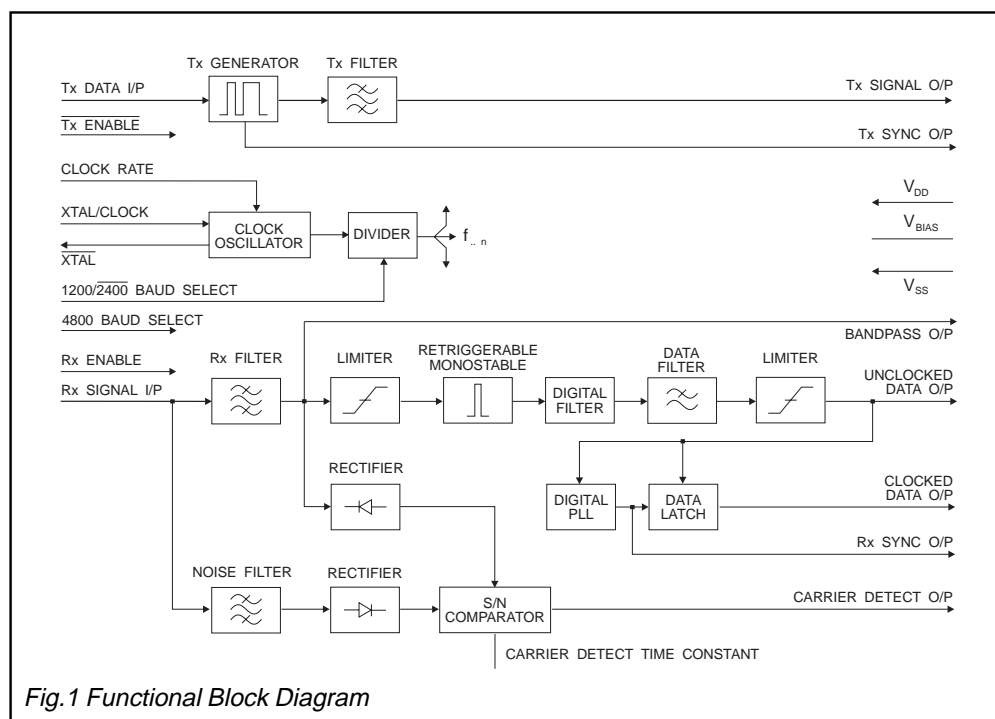 Tx GENERATOR
Tx FILTER
Tx DATA I/P
Tx SIGNAL O/P
Tx ENABLE
Tx SYNC O/P
CLOCK RATE
VDD
XTAL/CLOCK
CLOCK
OSCILLATOR
DIVIDER
f... n
VBIAS
XTAL
1200/2400 BAUD SELECT
VSS
4800 BAUD SELECT
BANDPASS O/P
Rx ENABLE
Rx FILTER
LIMITER
RETRIGGERABLE
MONOSTABLE
DATA
FILTER
LIMITER
UNCLOCKED
DATA O/P
Rx SIGNAL I/P
DIGITAL
FILTER
RECTIFIER
DIGITAL
PLL
DATA
LATCH
CLOCKED
DATA O/P
Rx SYNC O/P
NOISE FILTER
RECTIFIER
S/N
COMPARATOR
CARRIER DETECT O/P
CARRIER DETECT TIME CONSTANT
Fig.1 Functional Block Diagram